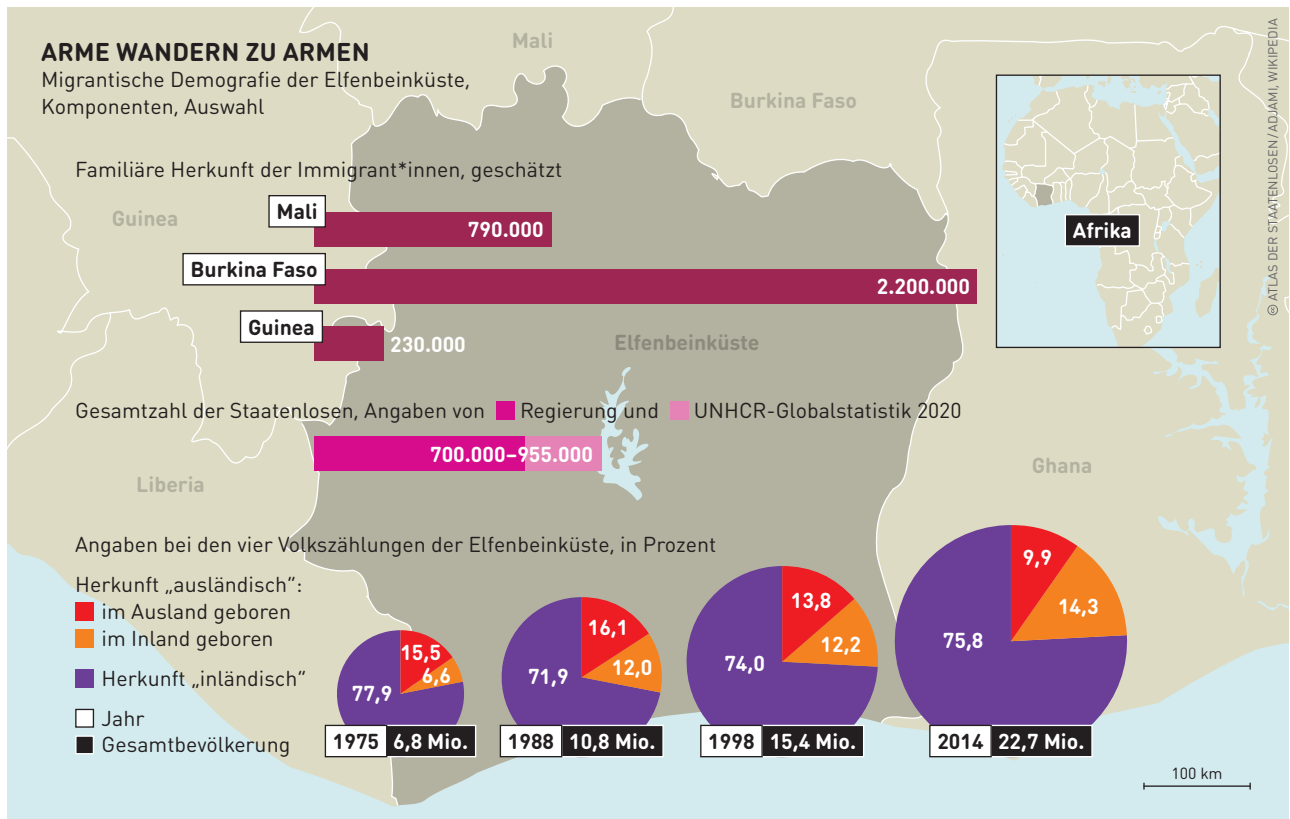 ARME WANDERN ZU ARMEN
Migrantische Demografie der Elfenbeinküste,
Komponenten, Auswahl
Mali
Burkina Faso
Guinea
Elfenbeinküste
Liberia
Ghana
Afrika
© ATLAS DER STAATENLOSEN / ADJAMI, WIKIPEDIA
Familiäre Herkunft der Immigrant*innen, geschätzt
Mali
790.000
Burkina Faso
2.200.000
Guinea
230.000
Gesamtzahl der Staatenlosen, Angaben von Regierung und UNHCR-Globalstatistik 2020
700.000–955.000
Angaben bei den vier Volkszählungen der Elfenbeinküste, in Prozent
Herkunft „ausländisch“:
im Ausland geboren
im Inland geboren
Herkunft „inländisch“
Jahr
Gesamtbevölkerung
15,5
6,6
77,9
1975 6,8 Mio.
16,1
12,0
71,9
1988 10,8 Mio.
13,8
12,2
74,0
1998 15,4 Mio.
9,9
14,3
75,8
2014 22,7 Mio.
100 km